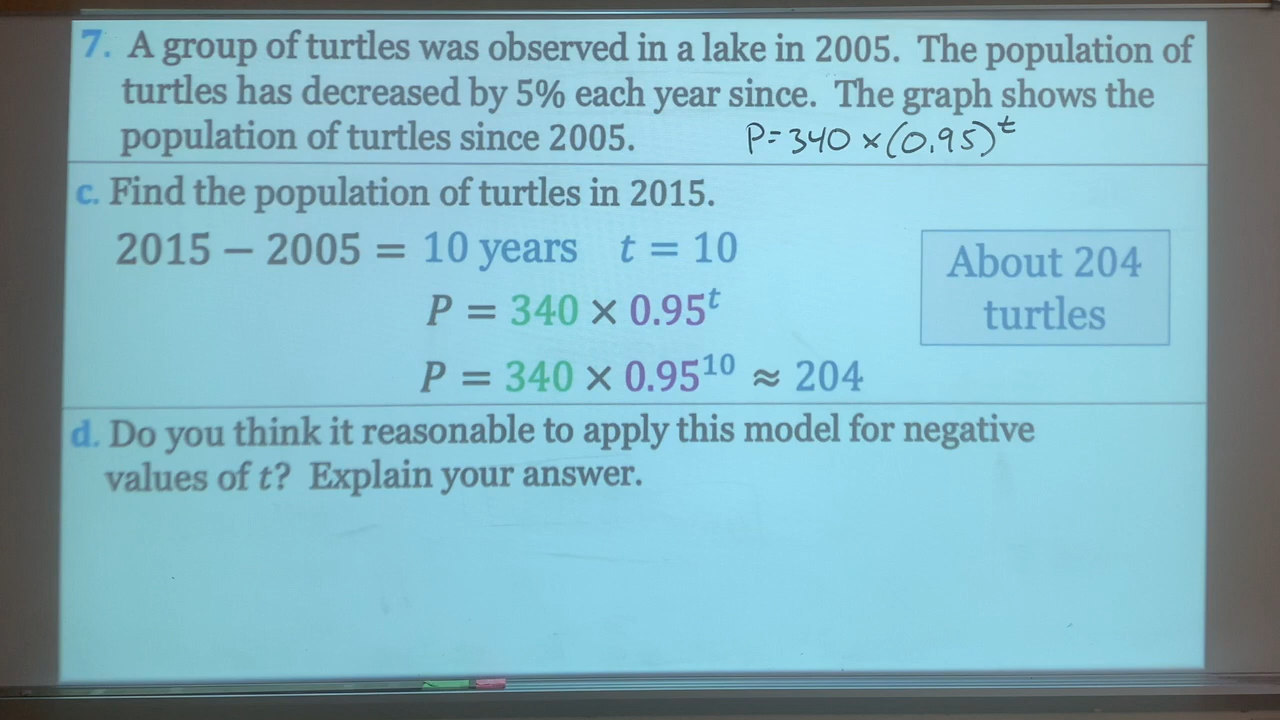 7. A group of turtles was observed in a lake in 2005. The population of
turtles has decreased by 5% each year since. The graph shows the
population of turtles since 2005. P=340×(0.95)^t
c. Find the population of turtles in 2015.
2015 − 2005 = 10 years t = 10
P = 340 × 0.95^t
About 204
turtles
P = 340 × 0.95^10 ≈ 204
d. Do you think it reasonable to apply this model for negative
values of t? Explain your answer.